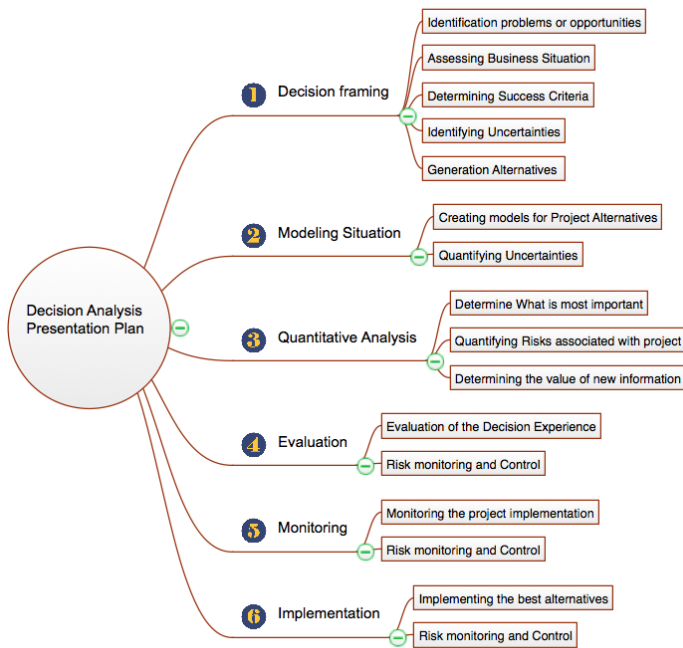 Decision Analysis
Presentation Plan
1 Decision framing
Identification problems or opportunities
Assessing Business Situation
Determining Success Criteria
Identifying Uncertainties
Generation Alternatives
2 Modeling Situation
Creating models for Project Alternatives
Quantifying Uncertainties
3 Quantitative Analysis
Determine What is most important
Quantifying Risks associated with project
Determining the value of new information
4 Evaluation
Evaluation of the Decision Experience
Risk monitoring and Control
5 Monitoring
Monitoring the project implementation
Risk monitoring and Control
6 Implementation
Implementing the best alternatives
Risk monitoring and Control